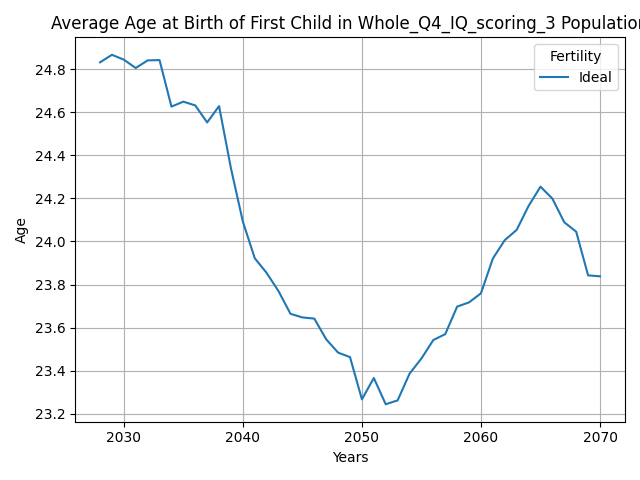 Average Age at Birth of First Child in Whole_Q4_IQ_scoring_3 Population
Fertility
Ideal
Age
24.8
24.6
24.4
24.2
24.0
23.8
23.6
23.4
23.2
2030 2040 2050 2060 2070
Years